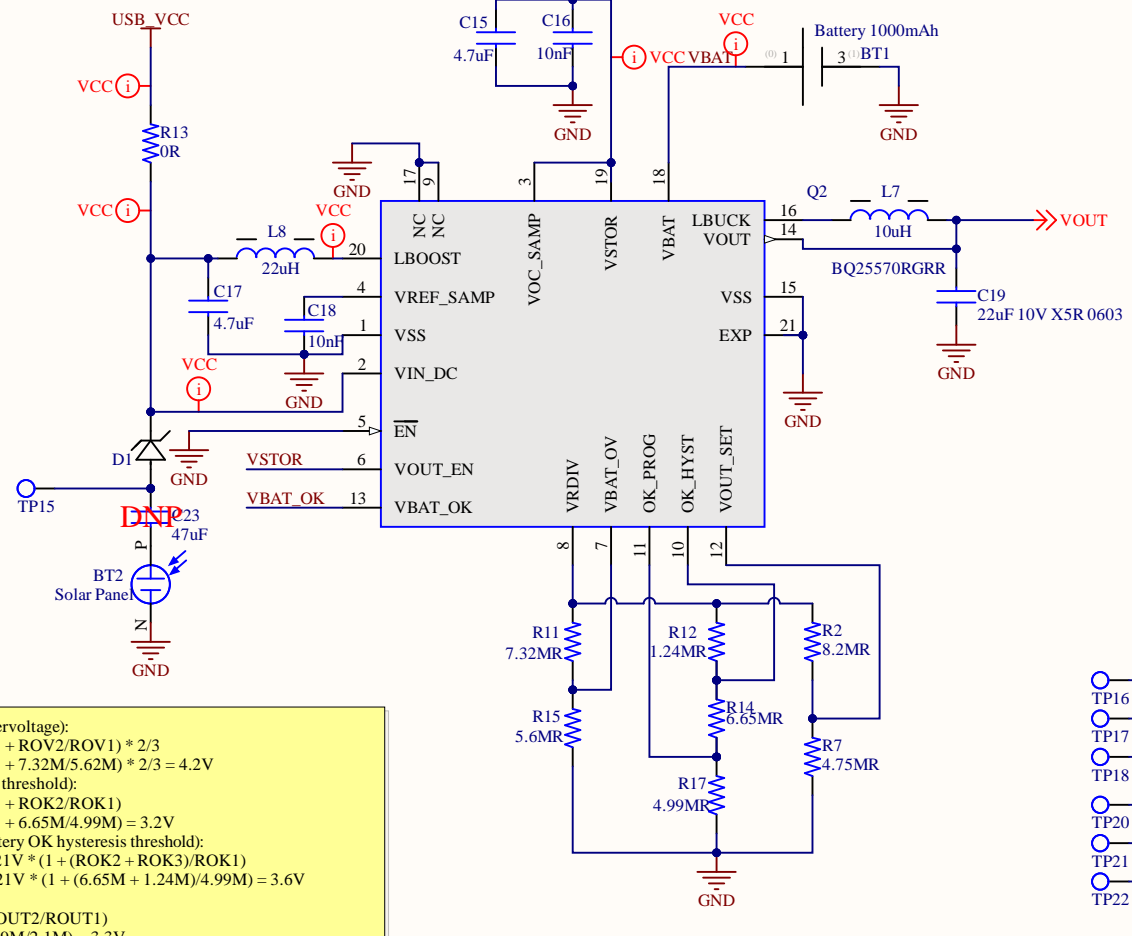 USB_VCC
VCC
R13
0R
VCC
C15
4.7uF
C16
10nF
GND
VCC
VBAT
VCC
Battery 1000mAh
(0)
1
3
(1)
BT1
GND
GND
17
9
3
19
18
NC
NC
VOC_SAMP
VSTOR
VBAT
VCC
L8
22uH
20
LBOOST
C17
4.7uF
C18
10nF
4
VREF_SAMP
1
VSS
GND
VCC
2
VIN_DC
5
EN
GND
VSTOR
6
VOUT_EN
VBAT_OK
13
VBAT_OK
LBUCK
16
VOUT
14
Q2
L7
10uH
VOUT
BQ25570RGRR
C19
22uF 10V X5R 0603
GND
VSS
15
EXP
21
GND
D1
TP15
DNP
C23
47uF
P
BT2
Solar Panel
N
GND
VRDIV
VBAT_OV
OK_PROG
OK_HYST
VOUT_SET
8
7
11
10
12
R11
7.32MR
R12
1.24MR
R2
8.2MR
R15
5.6MR
R14
6.65MR
R7
4.75MR
R17
4.99MR
GND
TP16
TP17
TP18
TP20
TP21
TP22
ervoltage):
+ ROV2/ROV1) * 2/3
+ 7.32M/5.62M) * 2/3 = 4.2V
threshold):
+ ROK2/ROK1)
+ 6.65M/4.99M) = 3.2V
tery OK hysteresis threshold):
21V * (1 + (ROK2 + ROK3)/ROK1)
21V * (1 + (6.65M + 1.24M)/4.99M) = 3.6V
OUT2/ROUT1)